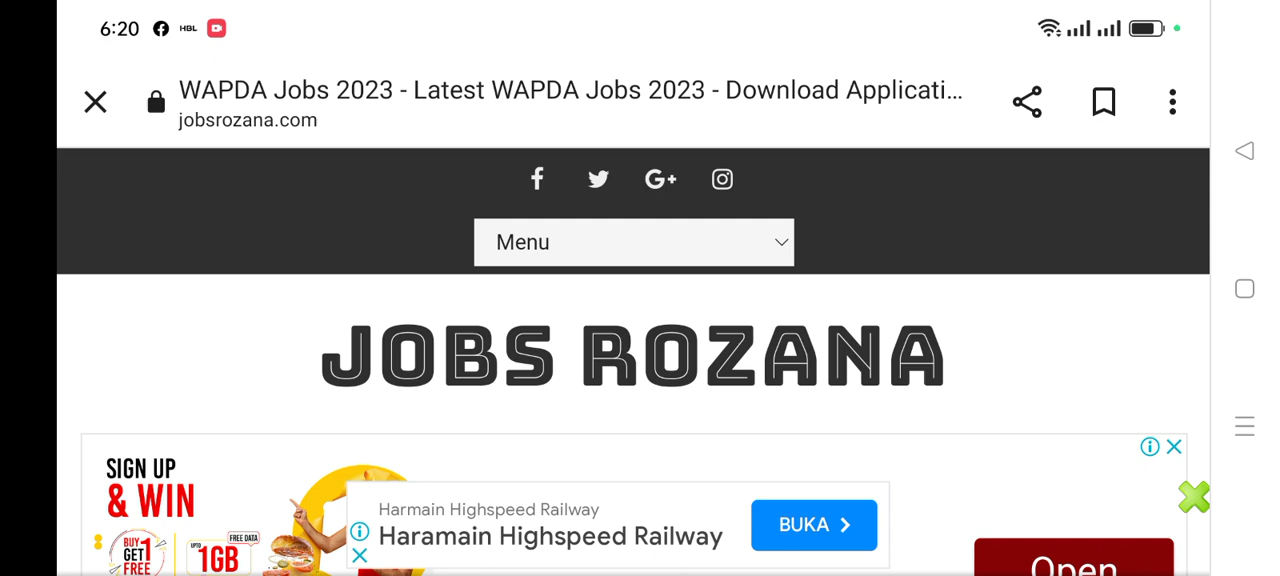 6:20 HBL
WAPDA Jobs 2023 - Latest WAPDA Jobs 2023 - Download Applicati...
jobsrozana.com
G+
Menu
JOBS ROZANA
SIGN UP
& WIN
BUY 1
GET
FREE
UPTO
1GB
FREE DATA
Harmain Highspeed Railway
Haramain Highspeed Railway
BUKA
Open